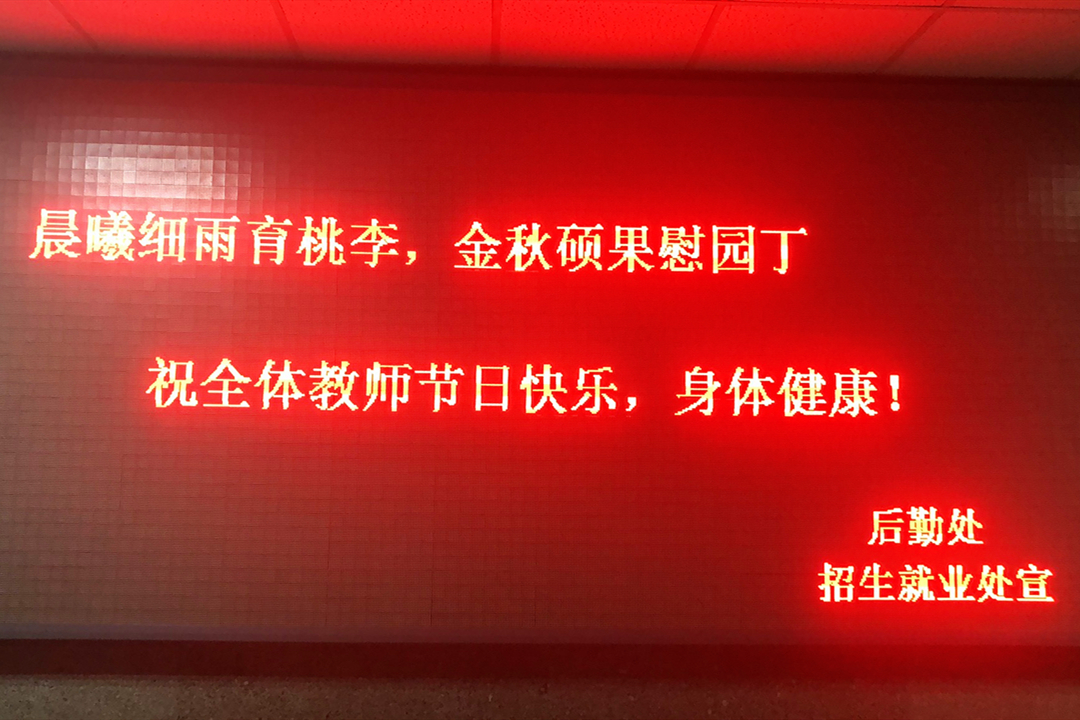 晨曦细雨育桃李，金秋硕果慰园丁
祝全体教师节日快乐，身体健康！
后勤处
招生就业处宣